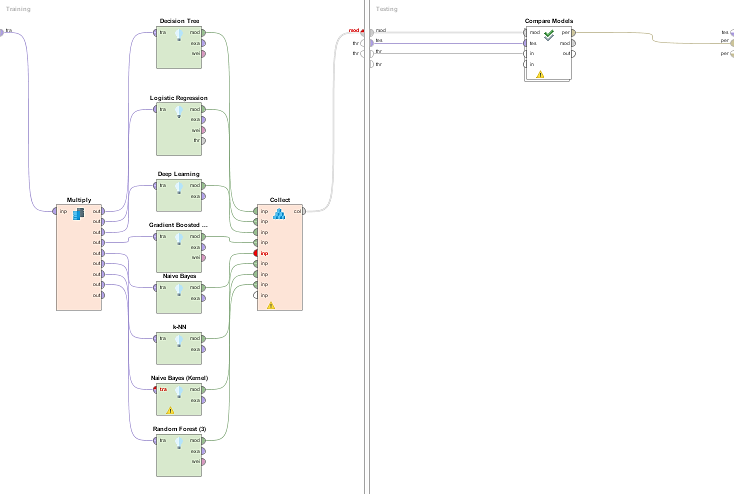 Training
tra
mod
thr
thr
Decision Tree
tra
mod
exa
wei
Logistic Regression
tra
mod
exa
wei
thr
Deep Learning
tra
mod
exa
Multiply
inp
out
out
out
out
out
out
out
out
out
Gradient Boosted ...
tra
mod
exa
wei
Naive Bayes
tra
mod
exa
k-NN
tra
mod
exa
Naive Bayes (Kernel)
tra
mod
exa
Random Forest (3)
tra
mod
exa
wei
Collect
inp
inp
inp
inp
inp
inp
inp
inp
inp
col
Testing
mod
tes
thr
thr
Compare Models
mod
tes
in
in
per
mod
out
tes
per
per